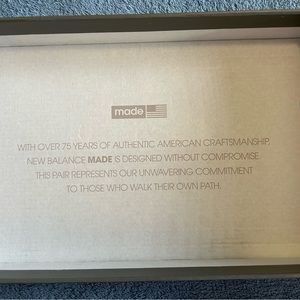 made
WITH OVER 75 YEARS OF AUTHENTIC AMERICAN CRAFTSMANSHIP,
NEW BALANCE MADE IS DESIGNED WITHOUT COMPROMISE.
THIS PAIR REPRESENTS OUR UNWAVERING COMMITMENT
TO THOSE WHO WALK THEIR OWN PATH.